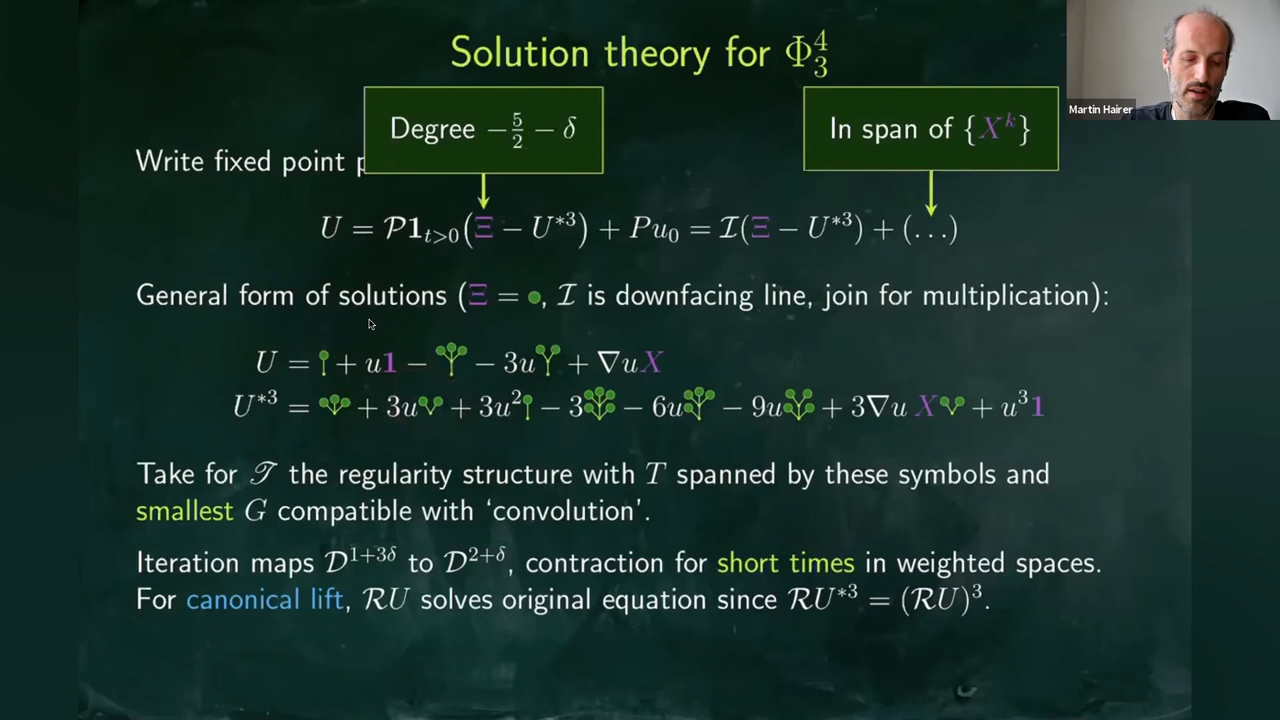 Solution theory for Φ⁴₃
Martin Hairer
Degree −5/2 − δ
In span of {Xᵏ}
Write fixed point p
U = 𝒫1_{t>0}(Ξ − U*³) + Pu₀ = ℐ(Ξ − U*³) + (...)
General form of solutions (Ξ = , ℐ is downfacing line, join for multiplication):
U = + u1 − − 3u + ∇uX
U*³ = + 3u + 3u² − 3 − 6u − 9u + 3∇u X + u³1
Take for 𝒯 the regularity structure with T spanned by these symbols and
smallest G compatible with ‘convolution’.
Iteration maps 𝒟¹⁺³ᵟ to 𝒟²⁺ᵟ, contraction for short times in weighted spaces.
For canonical lift, ℛU solves original equation since ℛU*³ = (ℛU)³.